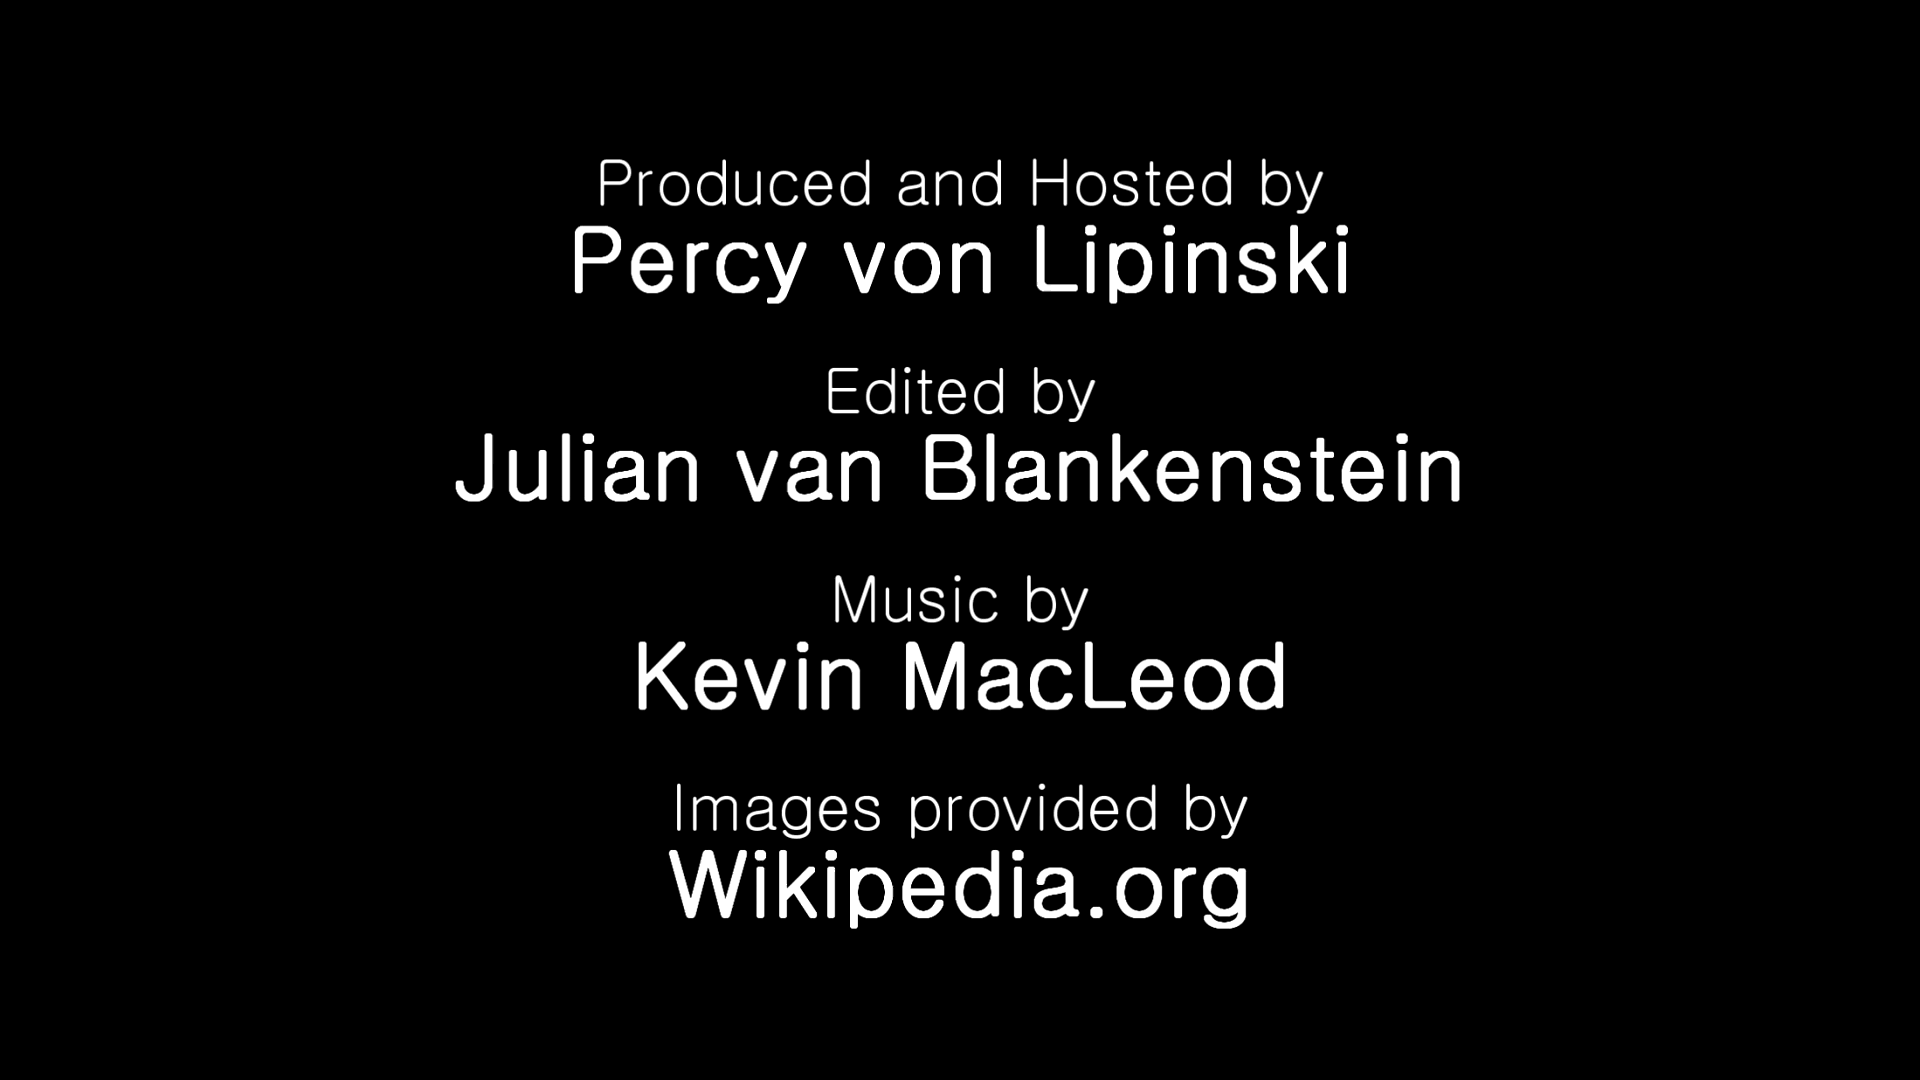 Produced and Hosted by
Percy von Lipinski
Edited by
Julian van Blankenstein
Music by
Kevin MacLeod
Images provided by
Wikipedia.org